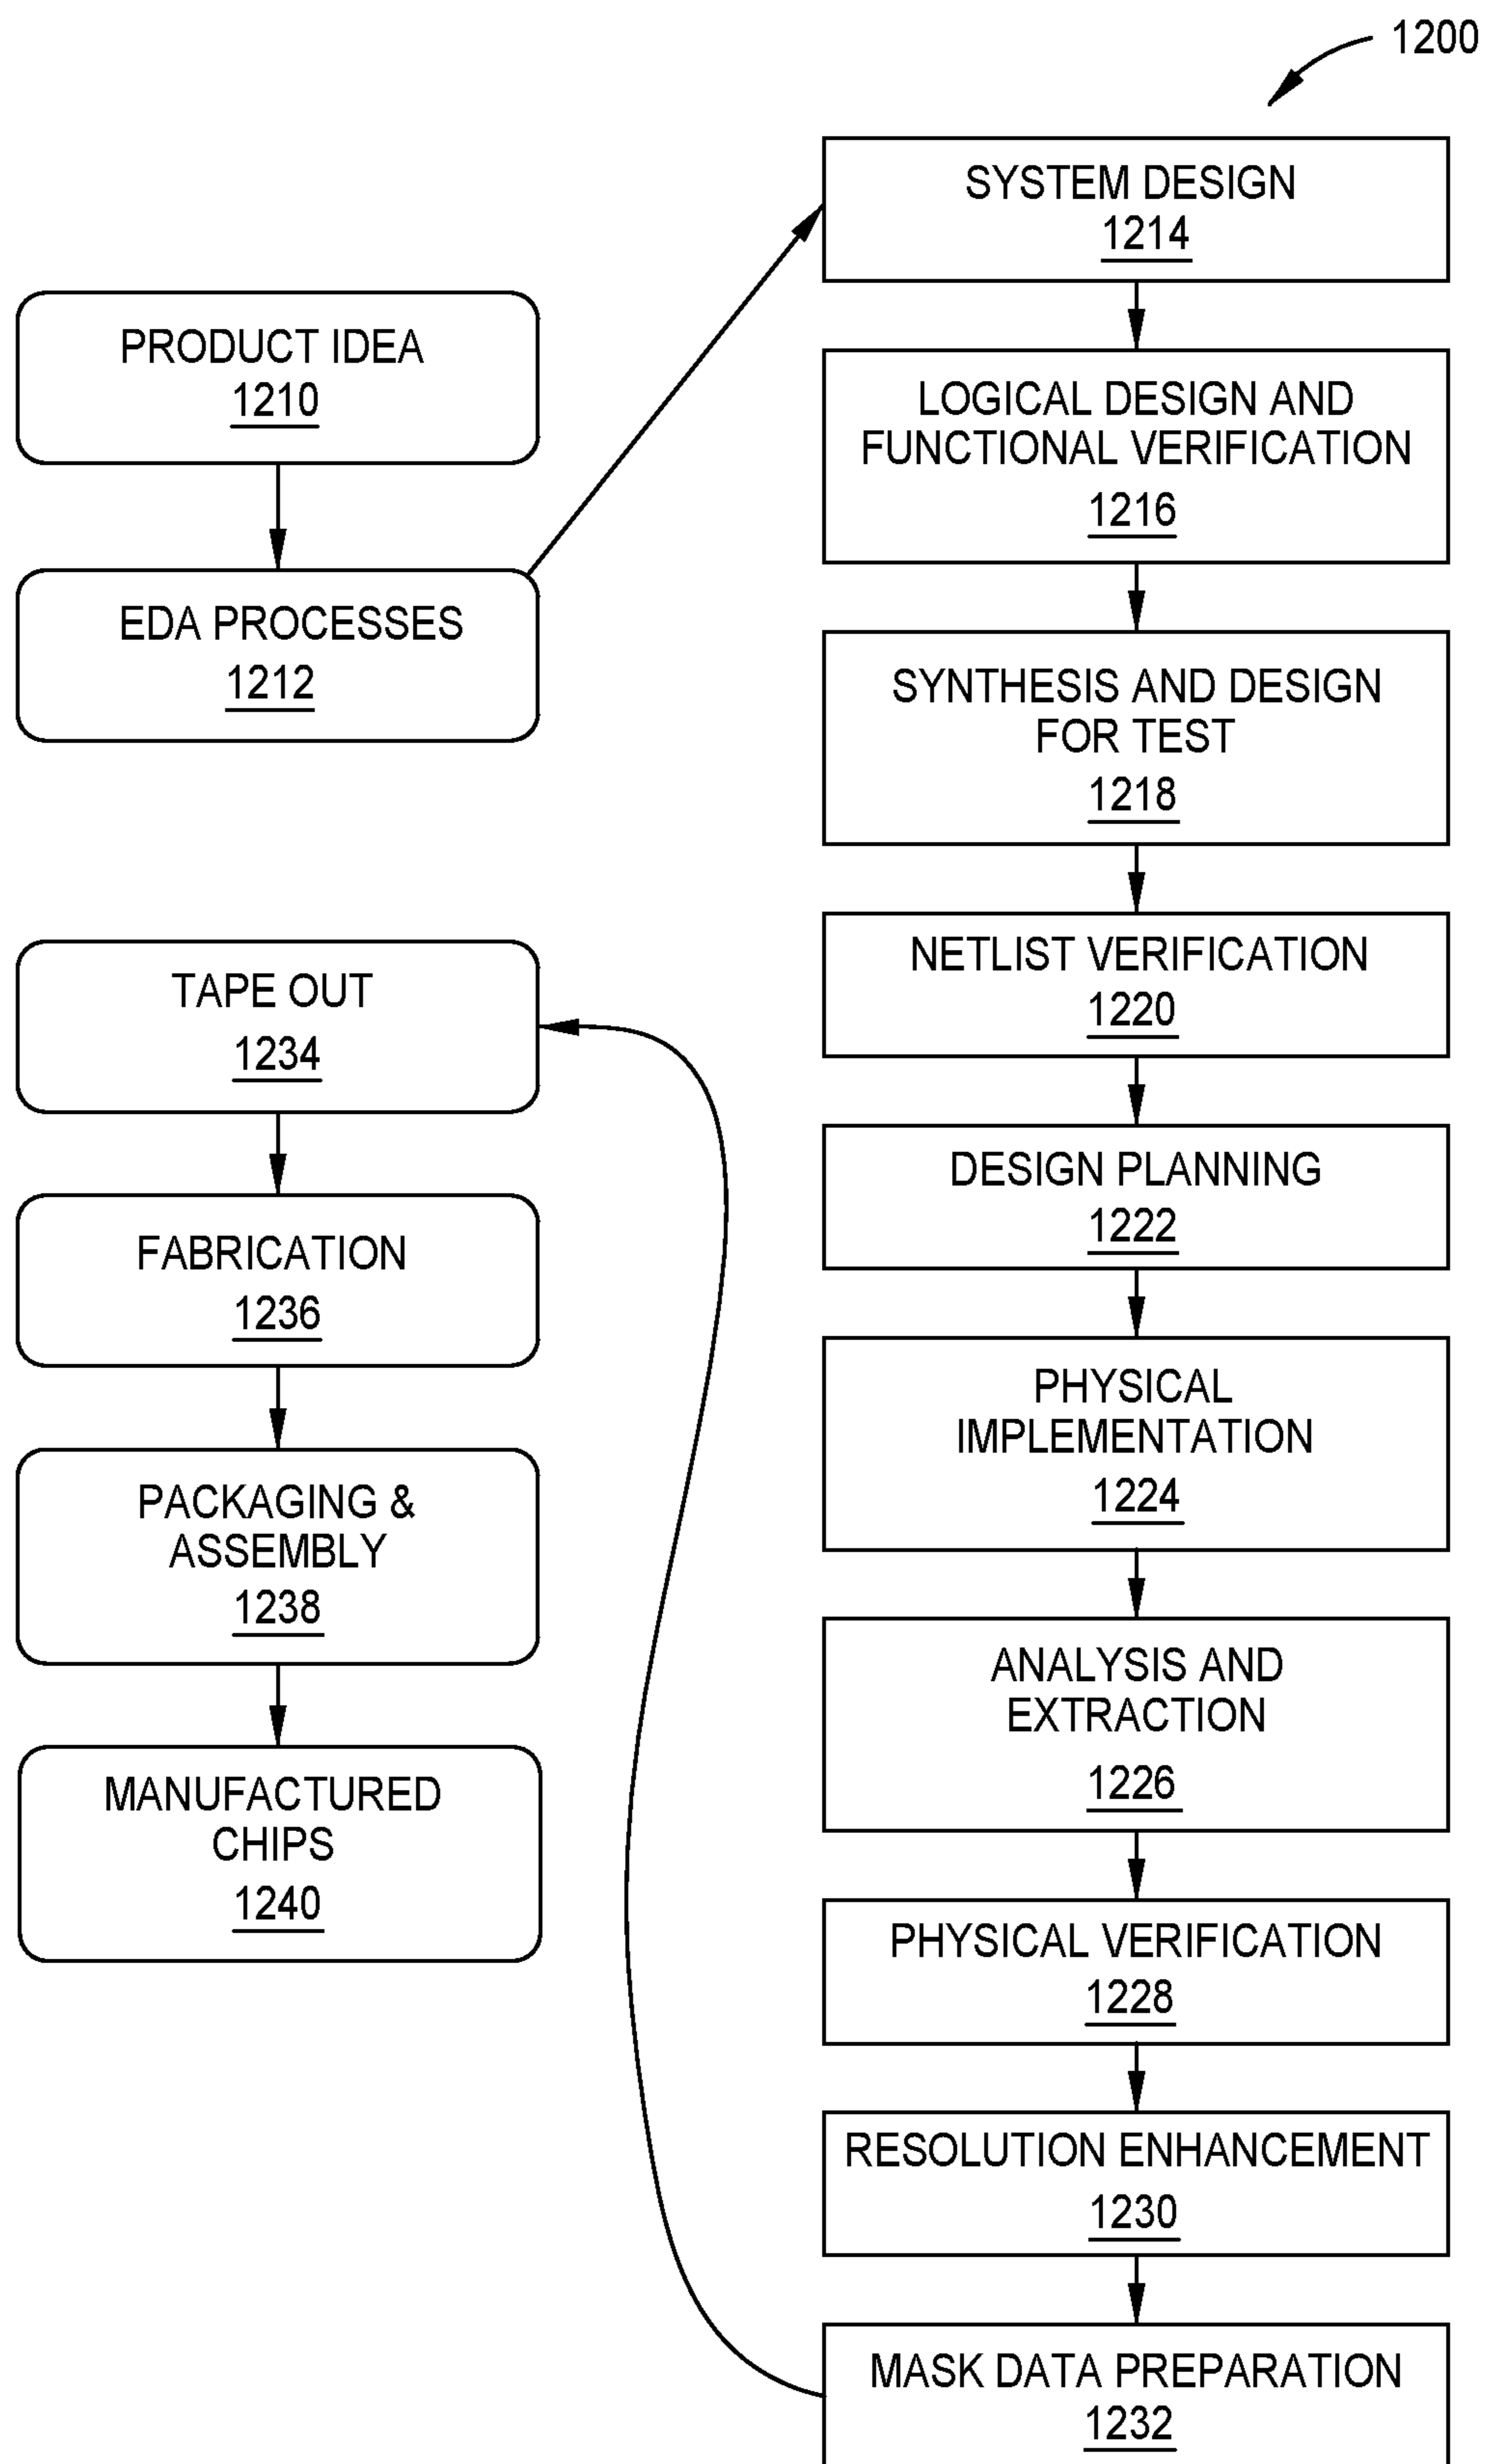 1200
PRODUCT IDEA
1210
EDA PROCESSES
1212
SYSTEM DESIGN
1214
LOGICAL DESIGN AND
FUNCTIONAL VERIFICATION
1216
SYNTHESIS AND DESIGN
FOR TEST
1218
NETLIST VERIFICATION
1220
DESIGN PLANNING
1222
PHYSICAL
IMPLEMENTATION
1224
ANALYSIS AND
EXTRACTION
1226
PHYSICAL VERIFICATION
1228
RESOLUTION ENHANCEMENT
1230
MASK DATA PREPARATION
1232
TAPE OUT
1234
FABRICATION
1236
PACKAGING &
ASSEMBLY
1238
MANUFACTURED
CHIPS
1240